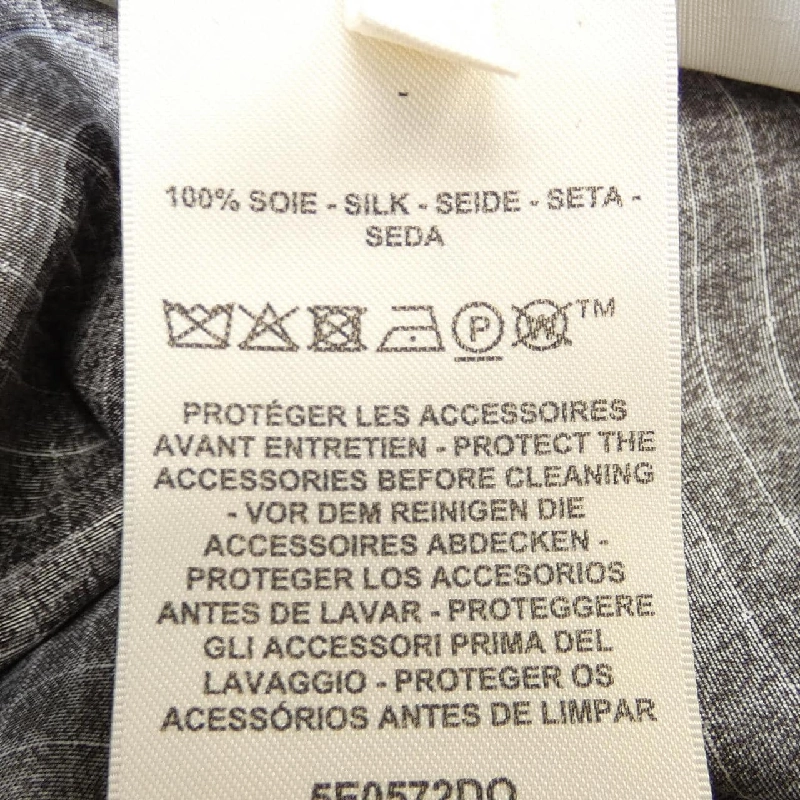 100% SOIE - SILK - SEIDE - SETA -
SEDA
P W TM
PROTÉGER LES ACCESSOIRES
AVANT ENTRETIEN - PROTECT THE
ACCESSORIES BEFORE CLEANING
- VOR DEM REINIGEN DIE
ACCESSOIRES ABDECKEN -
PROTEGER LOS ACCESORIOS
ANTES DE LAVAR - PROTEGGERE
GLI ACCESSORI PRIMA DEL
LAVAGGIO - PROTEGER OS
ACESSÓRIOS ANTES DE LIMPAR